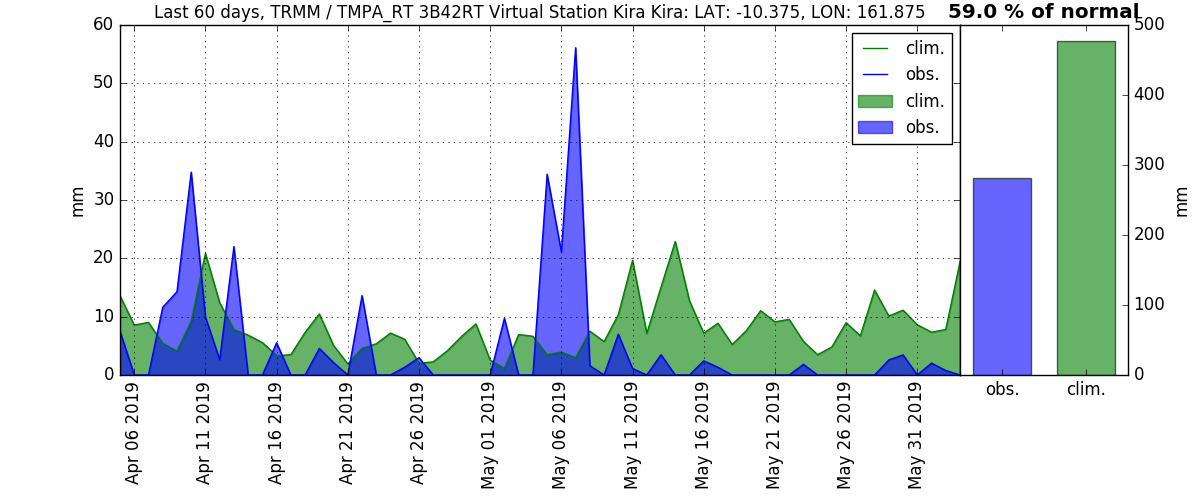 Last 60 days, TRMM / TMPA_RT 3B42RT Virtual Station Kira Kira: LAT: -10.375, LON: 161.875
59.0 % of normal
60
50
40
30
20
10
0
mm
clim.
obs.
clim.
obs.
500
400
300
200
100
0
mm
obs.
clim.
Apr 06 2019
Apr 11 2019
Apr 16 2019
Apr 21 2019
Apr 26 2019
May 01 2019
May 06 2019
May 11 2019
May 16 2019
May 21 2019
May 26 2019
May 31 2019